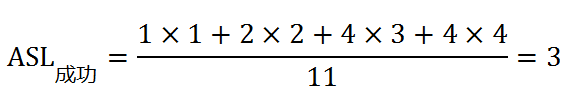 ASL成功 = (1 × 1 + 2 × 2 + 4 × 3 + 4 × 4) / 11 = 3